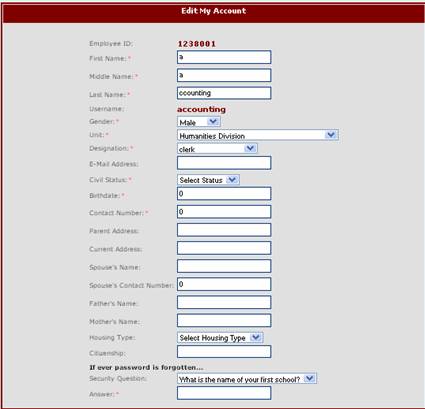 Edit My Account
Employee ID: 1238001
First Name: * a
Middle Name: * a
Last Name: * ccounting
Username: accounting
Gender: * Male
Unit: * Humanities Division
Designation: * clerk
E-Mail Address:
Civil Status: * Select Status
Birthdate: * 0
Contact Number: * 0
Parent Address:
Current Address:
Spouse's Name:
Spouse's Contact Number: 0
Father's Name:
Mother's Name:
Housing Type: Select Housing Type
Citizenship:
If ever password is forgotten...
Security Question: What is the name of your first school?
Answer: *